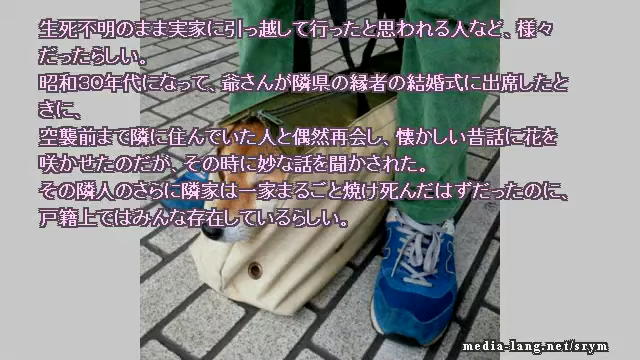 生死不明のまま実家に引っ越して行ったと思われる人など、様々
だったらしい。
昭和30年代になって、爺さんが隣県の縁者の結婚式に出席したと
きに、
空襲前まで隣に住んでいた人と偶然再会し、懐かしい昔話に花を
咲かせたのだが、その時に妙な話を聞かされた。
その隣人のさらに隣家は一家まるごと焼け死んだはずだったのに、
戸籍上ではみんな存在しているらしい。
media-lang.net/srym